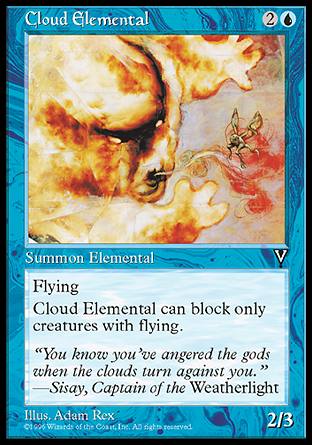 Cloud Elemental 2
Summon Elemental V
Flying
Cloud Elemental can block only
creatures with flying.
“You know you’ve angered the gods
when the clouds turn against you.”
—Sisay, Captain of the Weatherlight
Illus. Adam Rex
©1996 Wizards of the Coast, Inc. All rights reserved.
2/3